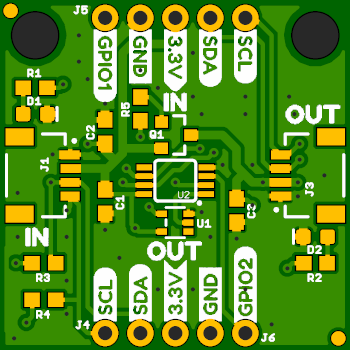 J5
GPIO1
GND
3.3V
SDA
SCL
R1
D1
R5
IN
OUT
C2
Q1
J1
J3
U2
C1
C2
U1
IN
OUT
D2
R3
R2
R4
SCL
SDA
3.3V
GND
GPIO2
J4
J6